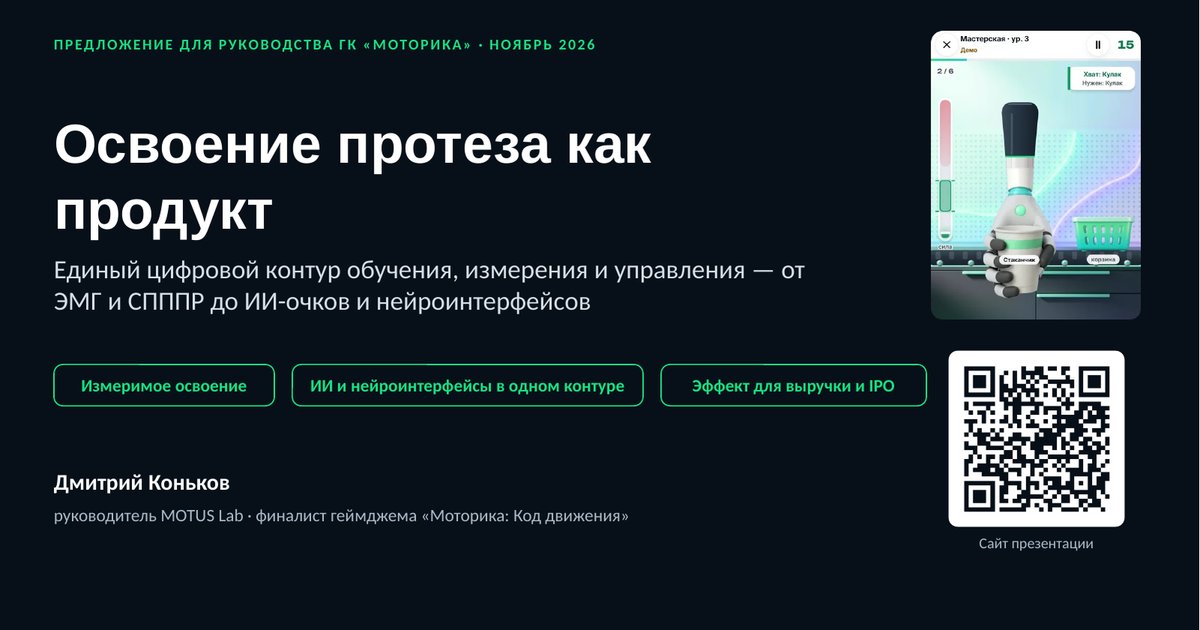 ПРЕДЛОЖЕНИЕ ДЛЯ РУКОВОДСТВА ГК «МОТОРИКА» · НОЯБРЬ 2026
Освоение протеза как
продукт
Единый цифровой контур обучения, измерения и управления — от
ЭМГ и СПППР до ИИ-очков и нейроинтерфейсов
Измеримое освоение
ИИ и нейроинтерфейсы в одном контуре
Эффект для выручки и IPO
Дмитрий Коньков
руководитель MOTUS Lab · финалист геймджема «Моторика: Код движения»
Мастерская · ур. 3
Демо
15
2 / 6
Хват: Кулак
Нужен: Кулак
сила
Стаканчик
корзина
Сайт презентации